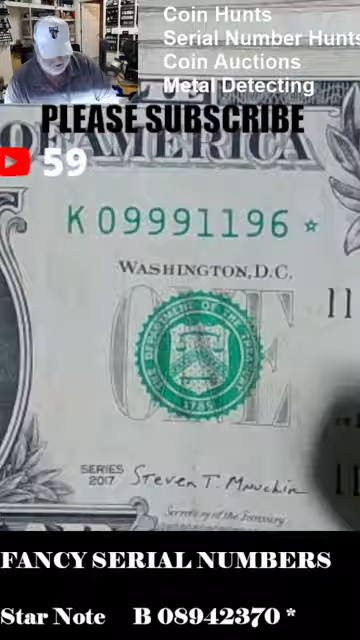 Coin Hunts
Serial Number Hunts
Coin Auctions
Metal Detecting
PLEASE SUBSCRIBE
OF AMERICA
59
K 09991196 ☆
WASHINGTON, D.C.
ONE
THE DEPARTMENT OF THE TREASURY
1789
SERIES
2017
Steven T. Mnuchin
Secretary of the Treasury
FANCY SERIAL NUMBERS
Star Note B 08942370 *